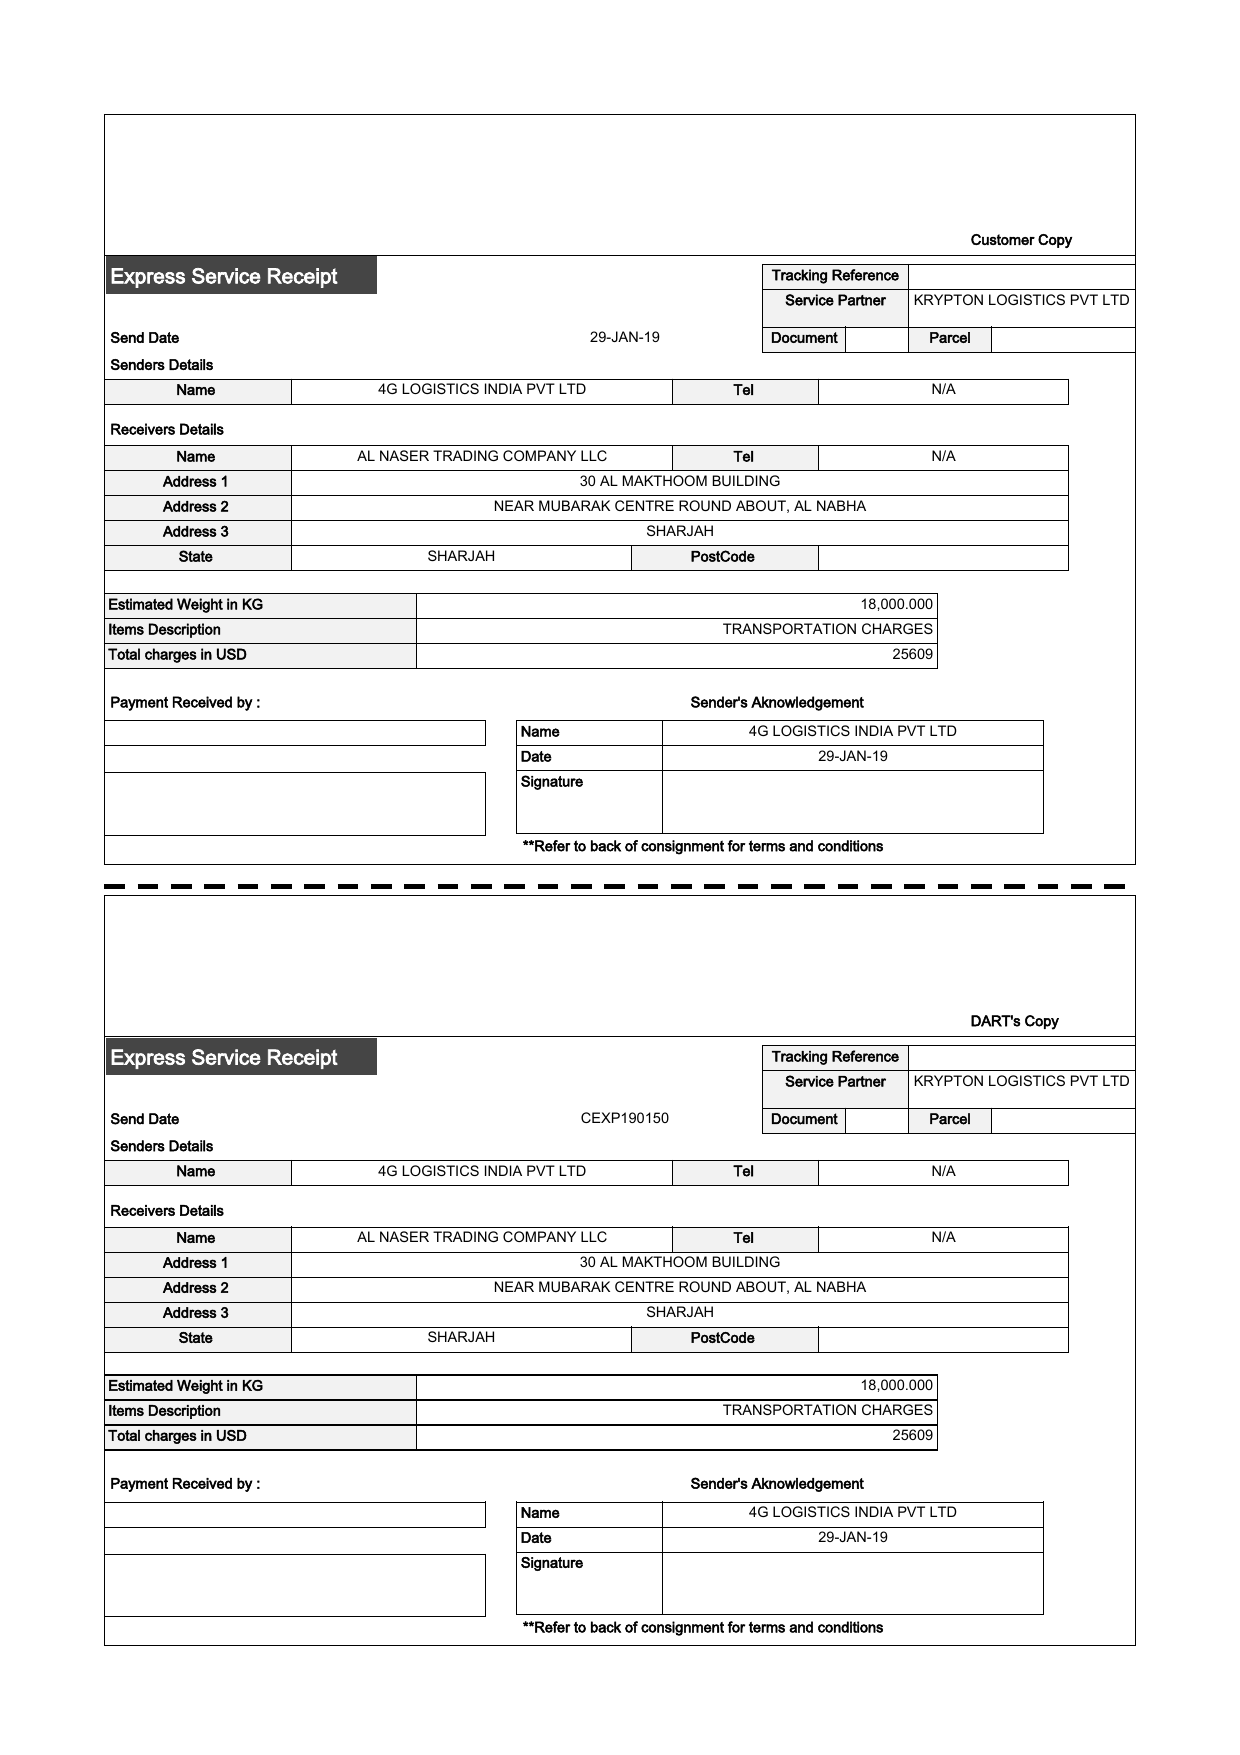 Customer Copy
Express Service Receipt
Tracking Reference
Service Partner KRYPTON LOGISTICS PVT LTD
Send Date 29-JAN-19 Document Parcel
Senders Details
Name 4G LOGISTICS INDIA PVT LTD Tel N/A
Receivers Details
Name AL NASER TRADING COMPANY LLC Tel N/A
Address 1 30 AL MAKTHOOM BUILDING
Address 2 NEAR MUBARAK CENTRE ROUND ABOUT, AL NABHA
Address 3 SHARJAH
State SHARJAH PostCode
Estimated Weight in KG 18,000.000
Items Description TRANSPORTATION CHARGES
Total charges in USD 25609
Payment Received by : Sender's Aknowledgement
Name 4G LOGISTICS INDIA PVT LTD
Date 29-JAN-19
Signature
**Refer to back of consignment for terms and conditions
DART's Copy
Express Service Receipt
Tracking Reference
Service Partner KRYPTON LOGISTICS PVT LTD
Send Date CEXP190150 Document Parcel
Senders Details
Name 4G LOGISTICS INDIA PVT LTD Tel N/A
Receivers Details
Name AL NASER TRADING COMPANY LLC Tel N/A
Address 1 30 AL MAKTHOOM BUILDING
Address 2 NEAR MUBARAK CENTRE ROUND ABOUT, AL NABHA
Address 3 SHARJAH
State SHARJAH PostCode
Estimated Weight in KG 18,000.000
Items Description TRANSPORTATION CHARGES
Total charges in USD 25609
Payment Received by : Sender's Aknowledgement
Name 4G LOGISTICS INDIA PVT LTD
Date 29-JAN-19
Signature
**Refer to back of consignment for terms and conditions